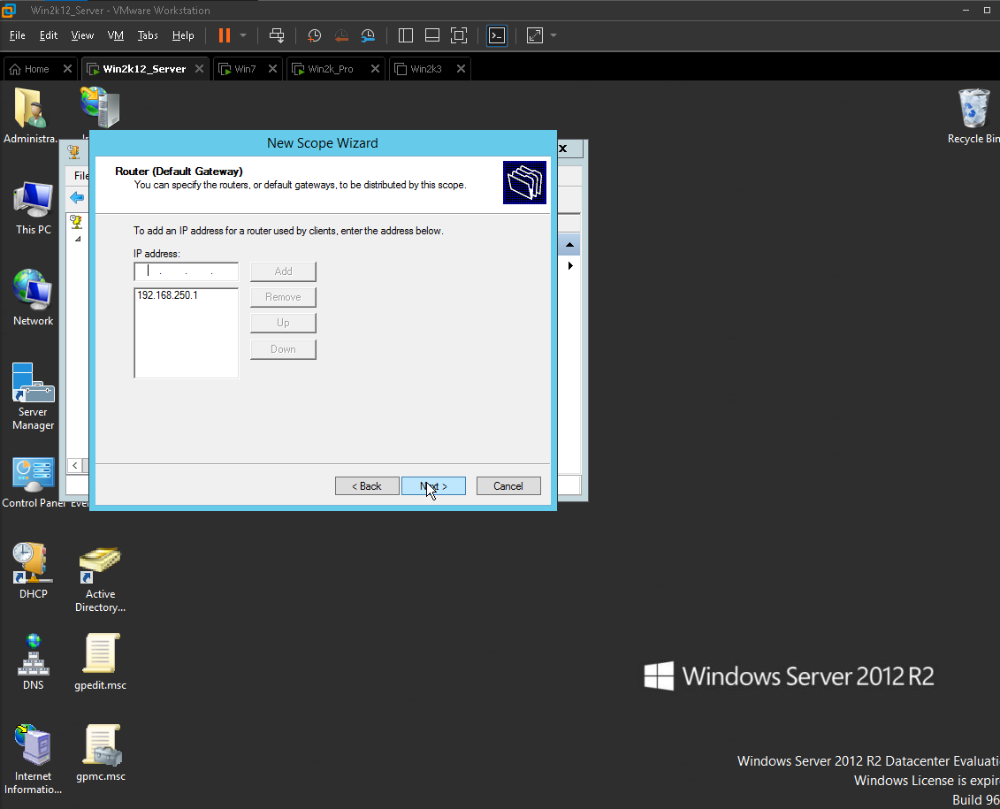 Win2k12_Server - VMware Workstation
File Edit View VM Tabs Help
Home Win2k12_Server Win7 Win2k_Pro Win2k3
Administra...
Recycle Bin
This PC
Network
Server
Manager
Control Panel
DHCP
Active
Directory...
DNS
gpedit.msc
Internet
Informatio...
gpmc.msc
File
New Scope Wizard
Router (Default Gateway)
You can specify the routers, or default gateways, to be distributed by this scope.
To add an IP address for a router used by clients, enter the address below.
IP address:
. . .
Add
192.168.250.1
Remove
Up
Down
< Back
Next >
Cancel
Windows Server 2012 R2
Windows Server 2012 R2 Datacenter Evaluati
Windows License is expir
Build 96